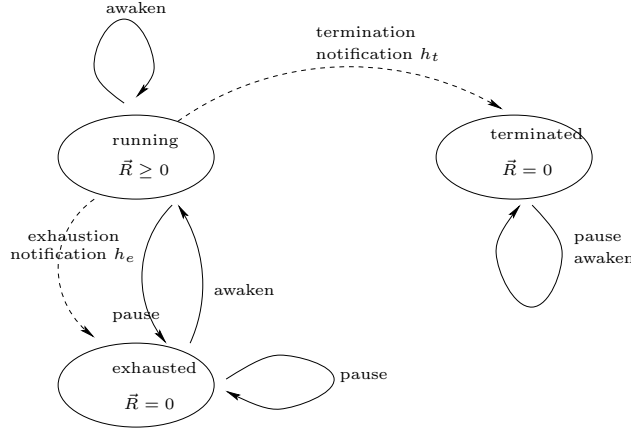 awaken
termination
notification h_t
running
R⃗ ≥ 0
terminated
R⃗ = 0
exhaustion
notification h_e
pause
awaken
pause
awaken
exhausted
R⃗ = 0
pause